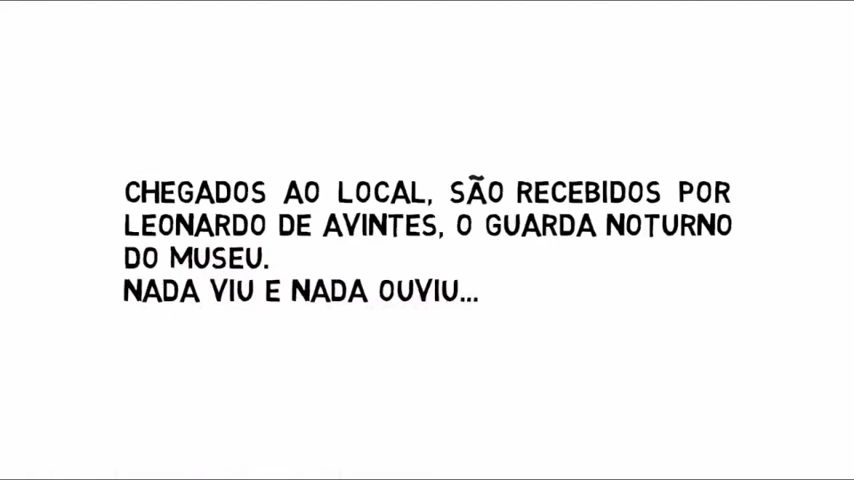 CHEGADOS AO LOCAL, SÃO RECEBIDOS POR
LEONARDO DE AVINTES, O GUARDA NOTURNO
DO MUSEU.
NADA VIU E NADA OUVIU...